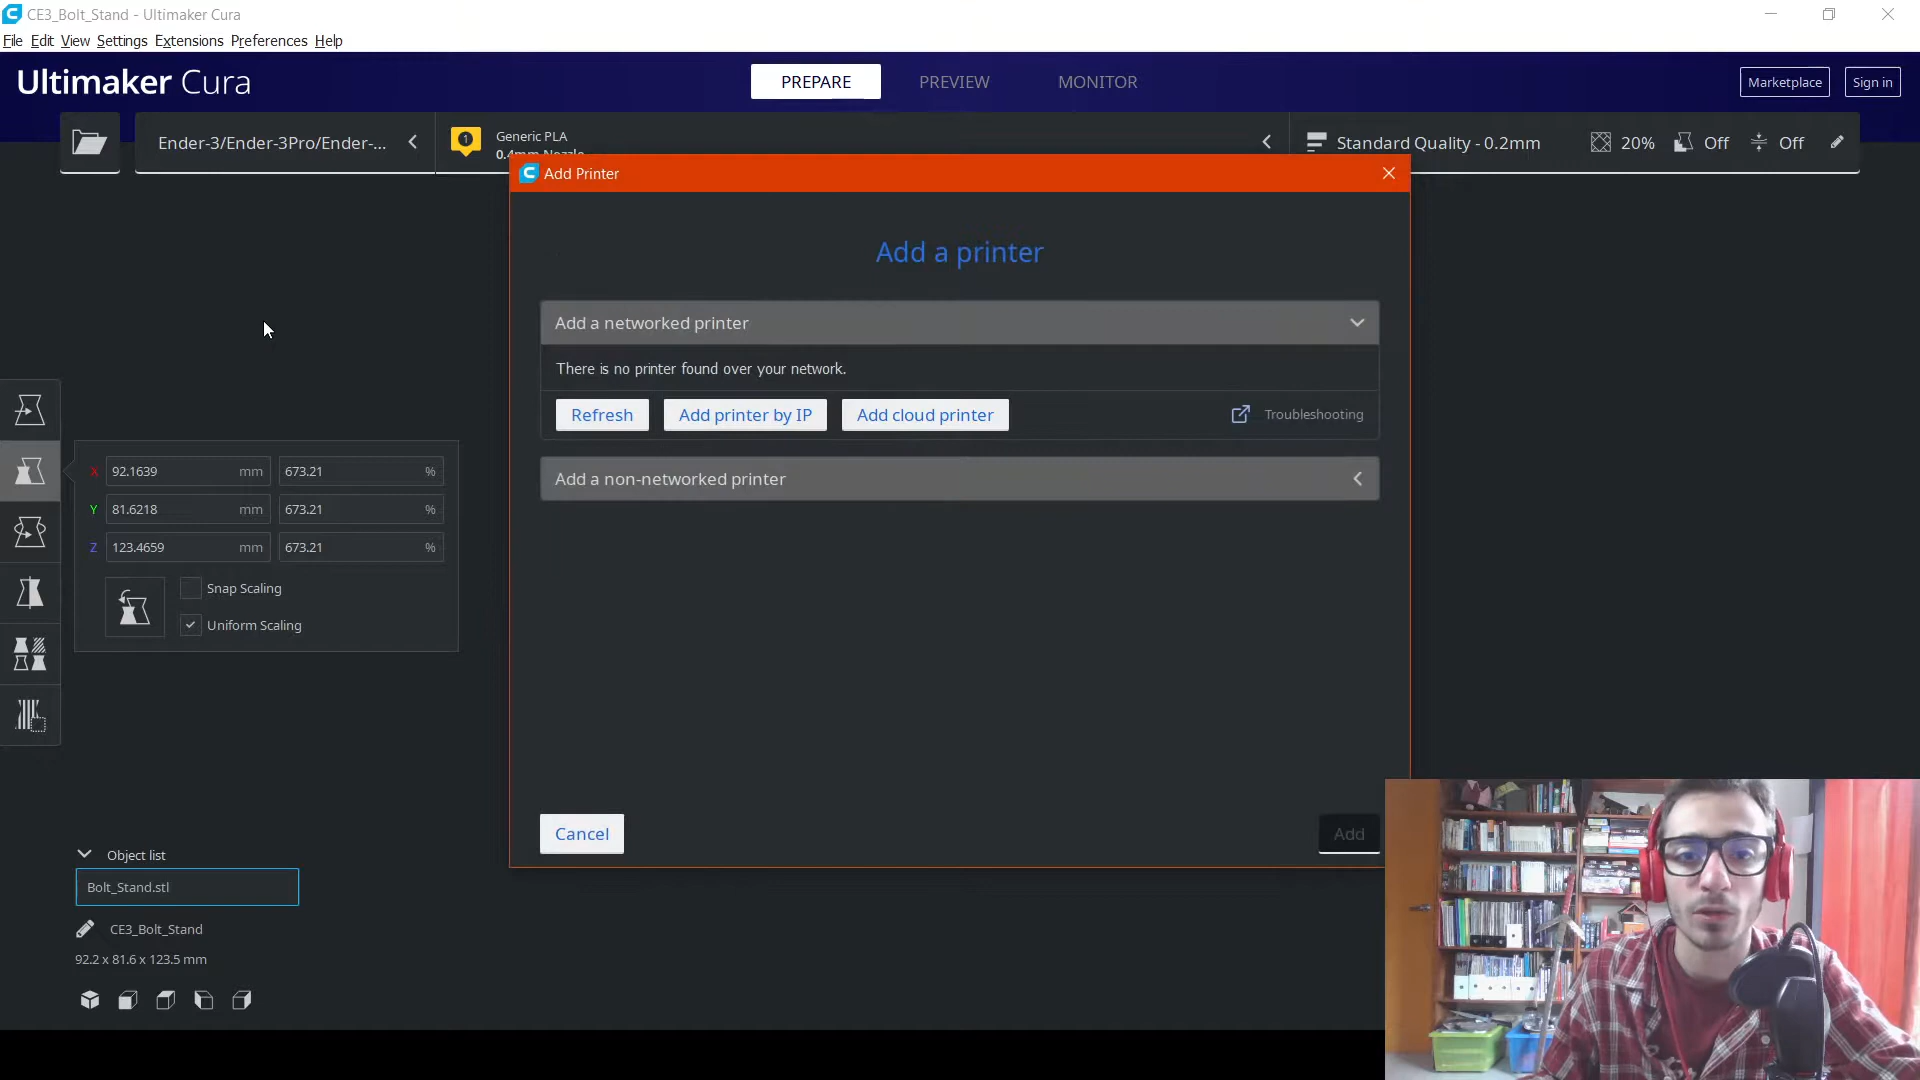 CE3_Bolt_Stand - Ultimaker Cura
File Edit View Settings Extensions Preferences Help
Ultimaker Cura
PREPARE
PREVIEW
MONITOR
Marketplace
Sign in
Ender-3/Ender-3Pro/Ender-...
1
Generic PLA
0.4mm Nozzle
Standard Quality - 0.2mm
20%
Off
Off
Add Printer
Add a printer
Add a networked printer
There is no printer found over your network.
Refresh
Add printer by IP
Add cloud printer
Troubleshooting
Add a non-networked printer
Cancel
Add
X 92.1639 mm 673.21 %
Y 81.6218 mm 673.21 %
Z 123.4659 mm 673.21 %
Snap Scaling
Uniform Scaling
Object list
Bolt_Stand.stl
CE3_Bolt_Stand
92.2 x 81.6 x 123.5 mm